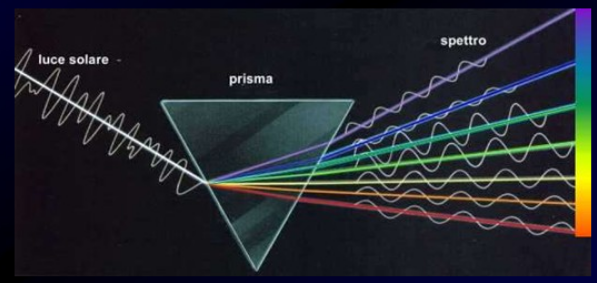 spettro
luce solare -
prisma